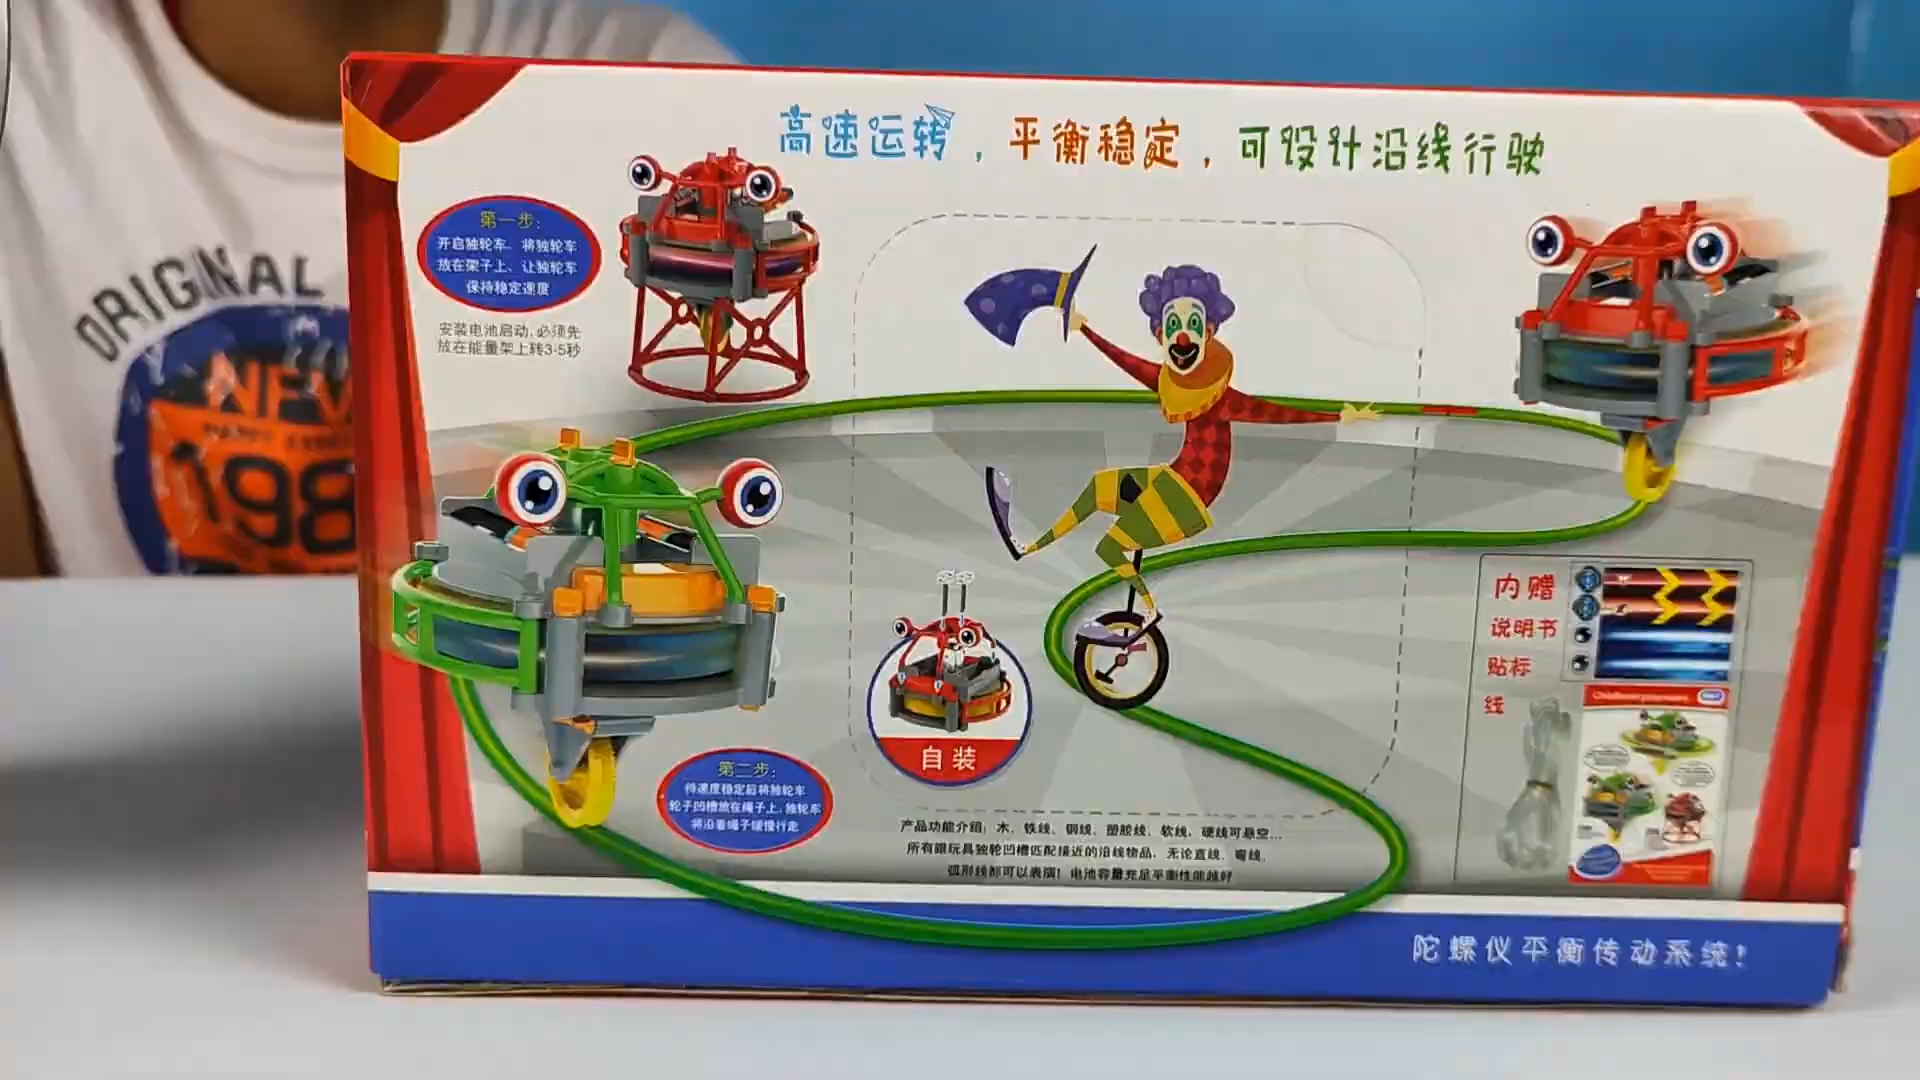 高速运转，平衡稳定，可设计沿线行驶
第一步：
开启独轮车、将独轮车
放在架子上、让独轮车
保持稳定速度
安装电池启动,必须先
放在能量架上转3-5秒
ORIGINAL
NEW
198
内赠
说明书
贴标
线
自装
第二步：
待速度稳定后将独轮车
轮子凹槽放在绳子上，独轮车
将沿着绳子缓慢行走
产品功能介绍：木、铁线、钢线、塑胶线、软线、硬线可悬空...
所有跟玩具独轮凹槽匹配接近的沿线物品，无论直线、弯线、
弧形线都可以表演！电池容量充足平衡性能越好
陀螺仪平衡传动系统！